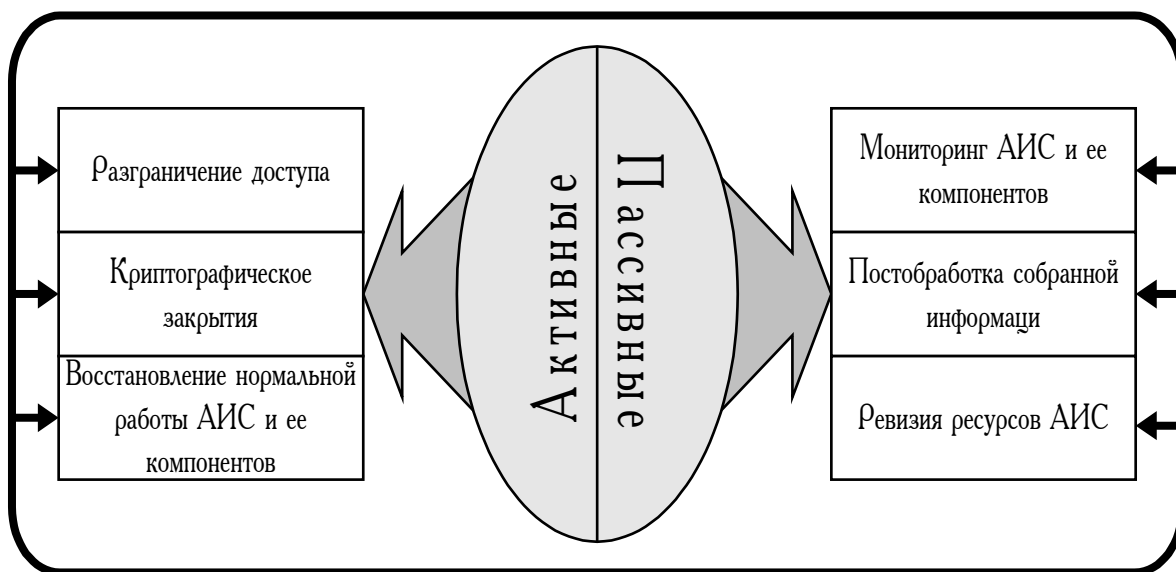 Разграничение доступа
Криптографическое
закрытия
Восстановление нормальной
работы АИС и ее
компонентов
Активные
Пассивные
Мониторинг АИС и ее
компонентов
Постобработка собранной
информаци
Ревизия ресурсов АИС